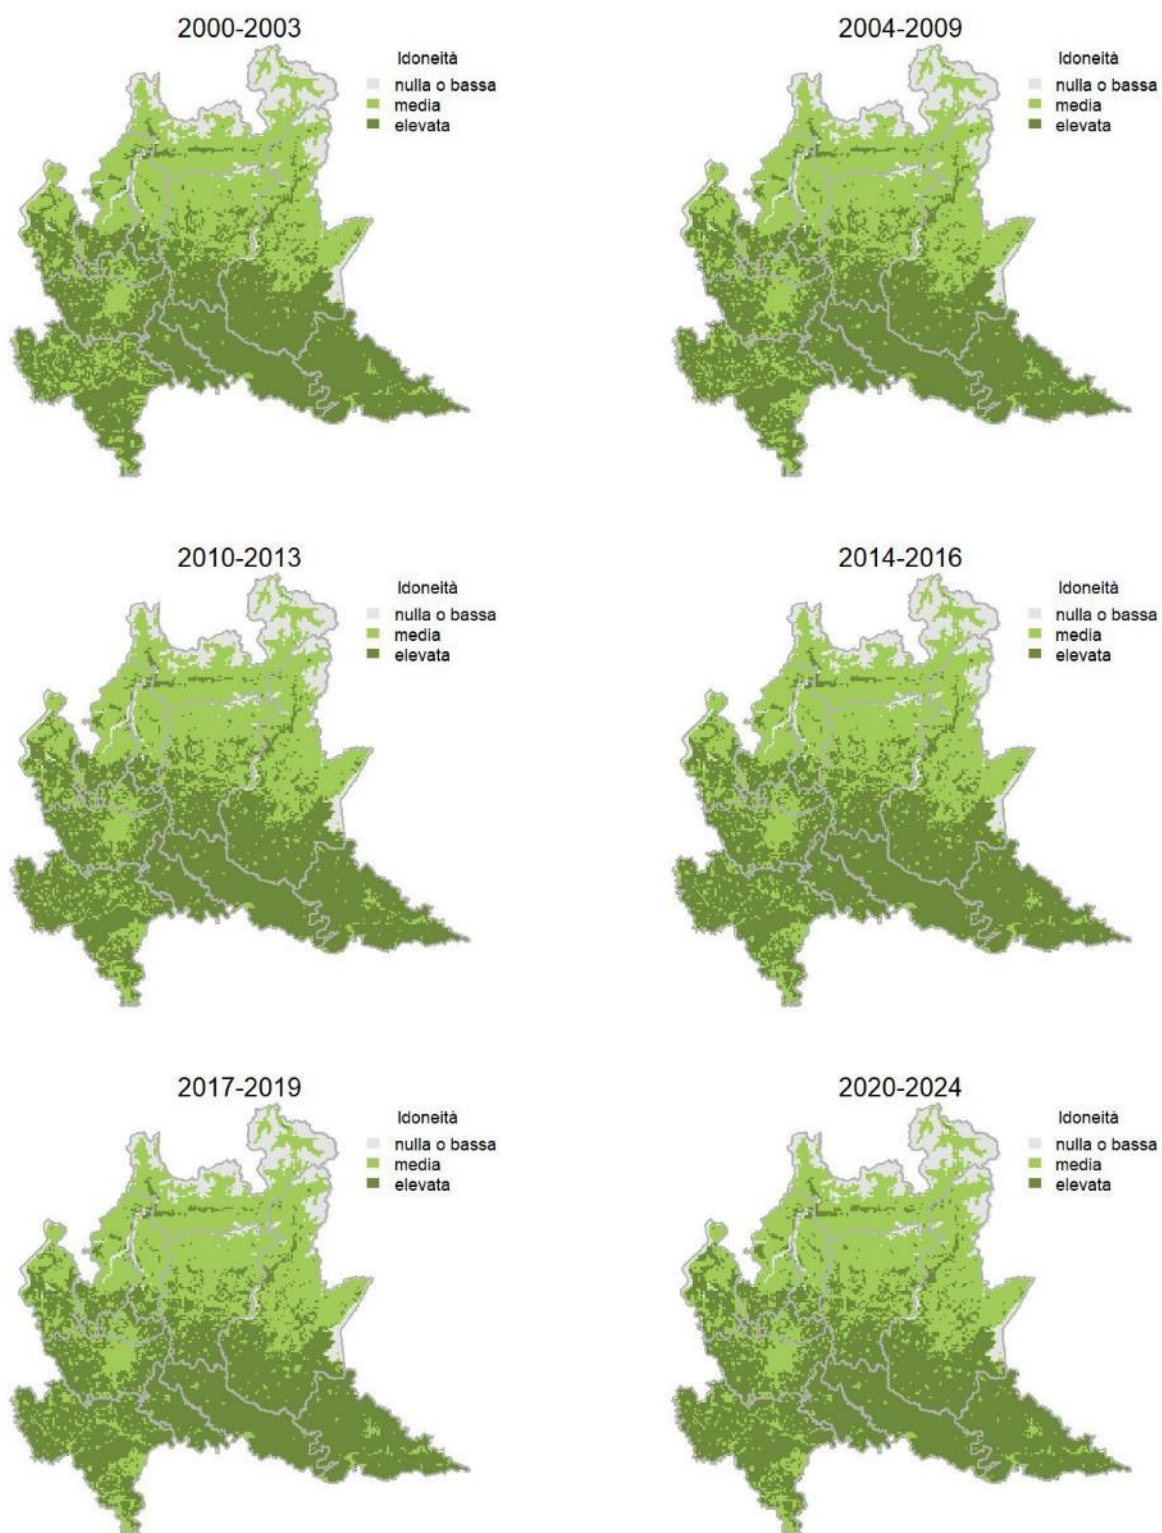 2000-2003
Idoneità
nulla o bassa
media
elevata
2004-2009
Idoneità
nulla o bassa
media
elevata
2010-2013
Idoneità
nulla o bassa
media
elevata
2014-2016
Idoneità
nulla o bassa
media
elevata
2017-2019
Idoneità
nulla o bassa
media
elevata
2020-2024
Idoneità
nulla o bassa
media
elevata